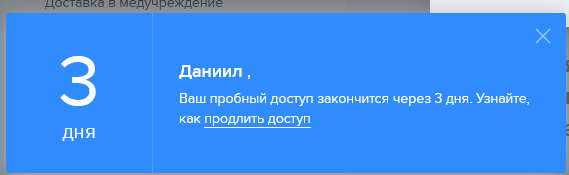 Доставка в медучреждение
3
дня
Даниил ,
Ваш пробный доступ закончится через 3 дня. Узнайте,
как продлить доступ